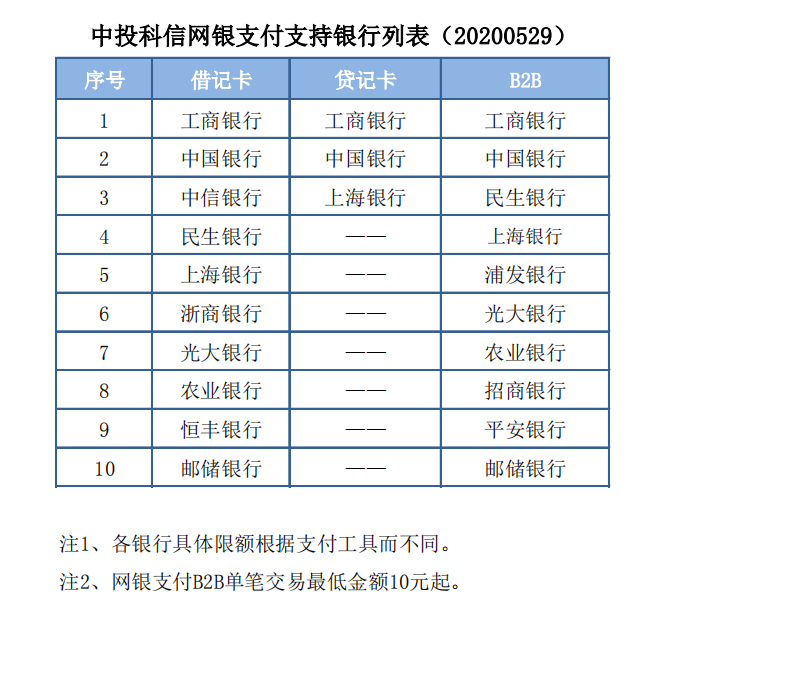 中投科信网银支付支持银行列表（20200529）
序号 借记卡 贷记卡 B2B
1 工商银行 工商银行 工商银行
2 中国银行 中国银行 中国银行
3 中信银行 上海银行 民生银行
4 民生银行 —— 上海银行
5 上海银行 —— 浦发银行
6 浙商银行 —— 光大银行
7 光大银行 —— 农业银行
8 农业银行 —— 招商银行
9 恒丰银行 —— 平安银行
10 邮储银行 —— 邮储银行
注1、各银行具体限额根据支付工具而不同。
注2、网银支付B2B单笔交易最低金额10元起。